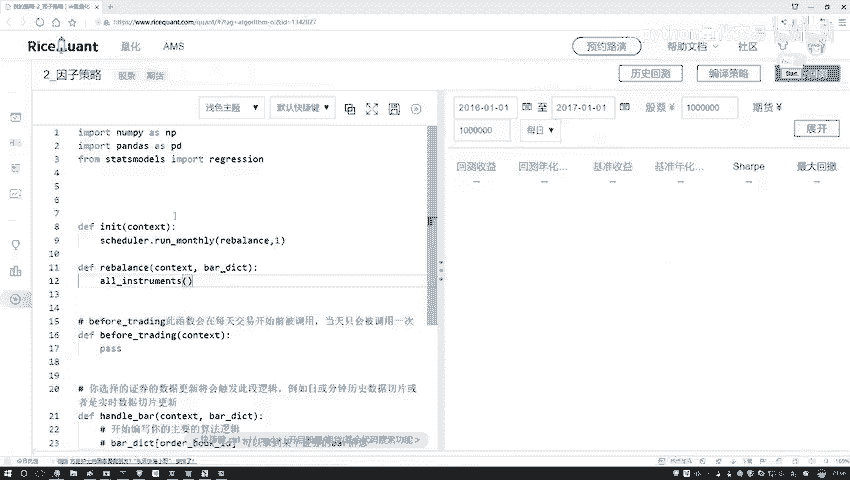 https://www.ricequant.com/quant/
RiceQuant 量化 AMS 预约路演 帮助文档 社区
2_因子策略 股票 期货 历史回测 编译策略
浅色主题 默认快捷键
2016-01-01 至 2017-01-01 股票 ¥ 1000000 期货 ¥
1000000 每日 展开
回测收益 回测年化... 基准收益 基准年化... Sharpe 最大回撤
-- -- -- -- -- --
1 import numpy as np
2 import pandas as pd
3 from statsmodels import regression
4
5
6
7
8 def init(context):
9 scheduler.run_monthly(rebalance,1)
10
11 def rebalance(context, bar_dict):
12 all_instruments()
13
14
15 # before_trading此函数会在每天交易开始前被调用，当天只会被调用一次
16 def before_trading(context):
17 pass
18
19
20 # 你选择的证券的数据更新将会触发此段逻辑，例如日或分钟历史数据切片或
者是实时数据切片更新
21 def handle_bar(context, bar_dict):
22 # 开始编写你的主要的算法逻辑
23 # bar_dict[order_book_id]